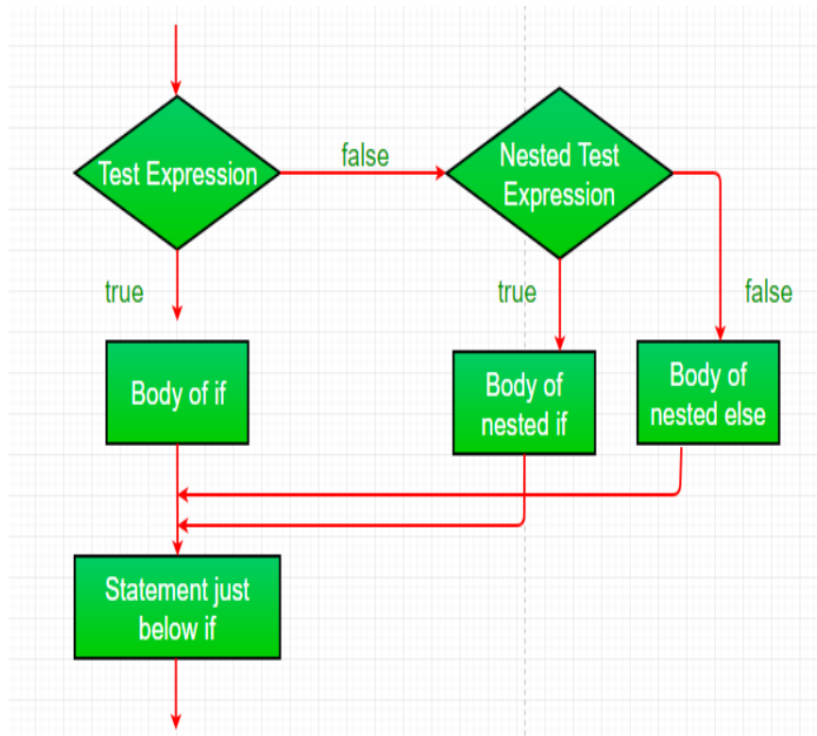 Test Expression
false
Nested Test
Expression
true
true
false
Body of if
Body of
nested if
Body of
nested else
Statement just
below if